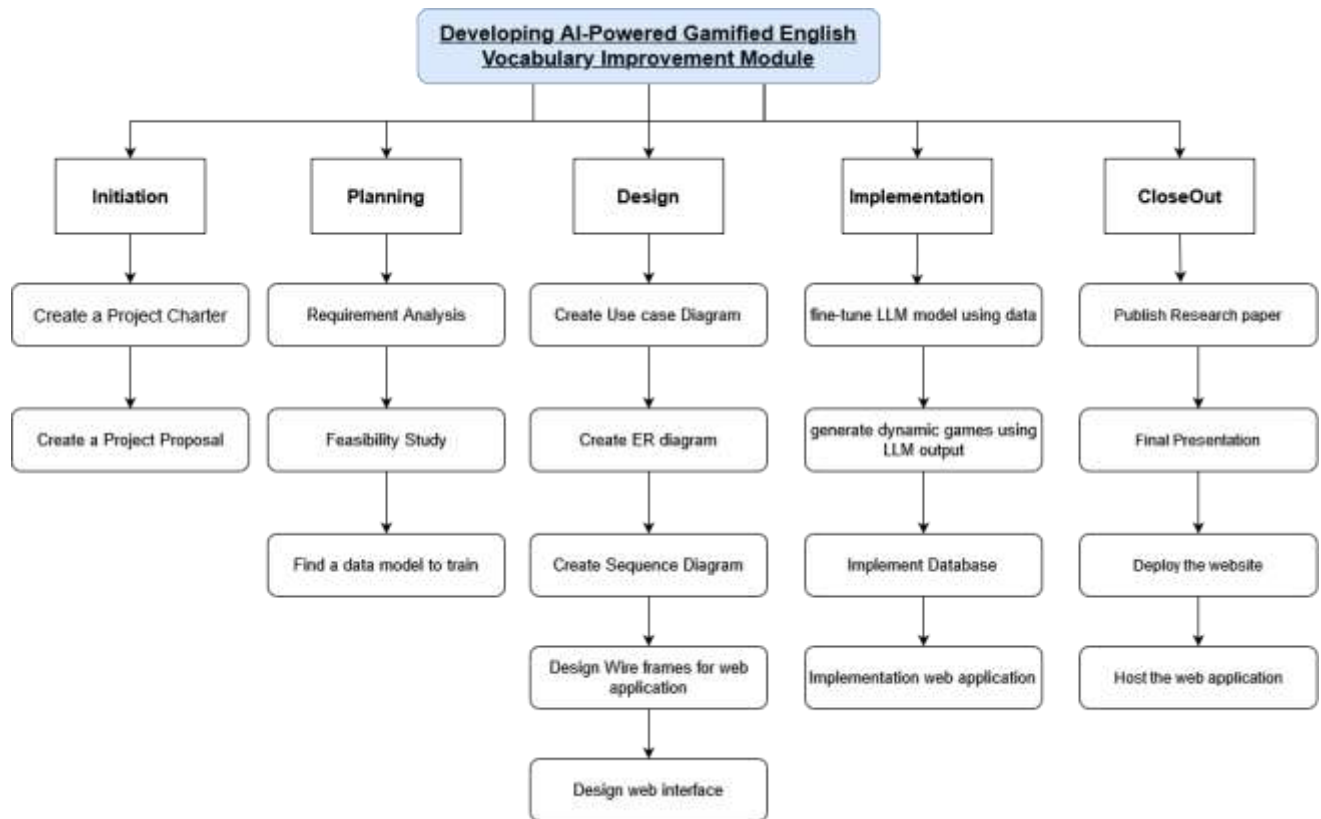 Developing AI-Powered Gamified English
Vocabulary Improvement Module
Initiation
Planning
Design
Implementation
CloseOut
Create a Project Charter
Requirement Analysis
Create Use case Diagram
fine-tune LLM model using data
Publish Research paper
Create a Project Proposal
Feasibility Study
Create ER diagram
generate dynamic games using
LLM output
Final Presentation
Find a data model to train
Create Sequence Diagram
Implement Database
Deploy the website
Design Wire frames for web
application
Implementation web application
Host the web application
Design web interface